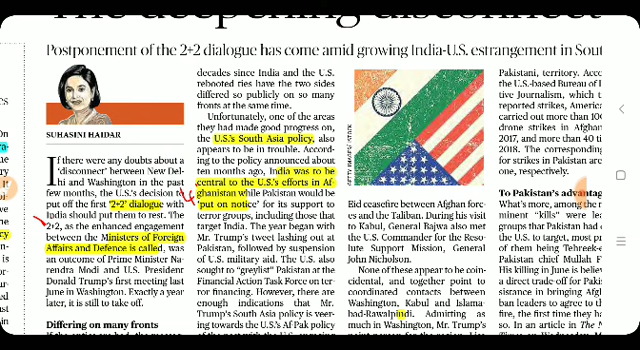 The deepening disconnect
Postponement of the 2+2 dialogue has come amid growing India-U.S. estrangement in Sout
SUHASINI HAIDAR
If there were any doubts about a
'disconnect' between New Del-
hi and Washington in the past
few months, the U.S.'s decision to
put off the first '2+2' dialogue with
India should put them to rest. The
2+2, as the enhanced engagement
between the Ministers of Foreign
Affairs and Defence is called, was
an outcome of Prime Minister Na-
rendra Modi and U.S. President
Donald Trump's first meeting last
June in Washington. Exactly a year
later, it is still to take off.
Differing on many fronts
decades since India and the U.S.
rebooted ties have the two sides
differed so publicly on so many
fronts at the same time.
Unfortunately, one of the areas
they had made good progress on,
the U.S.'s South Asia policy, also
appears to be in trouble. Accord-
ing to the policy announced about
ten months ago, India was to be
central to the U.S.'s efforts in Af-
ghanistan while Pakistan would be
'put on notice' for its support to
terror groups, including those that
target India. The year began with
Mr. Trump's tweet lashing out at
Pakistan, followed by suspension
of U.S. military aid. The U.S. also
sought to "greylist" Pakistan at the
Financial Action Task Force on ter-
ror financing. However, there are
enough indications that Mr.
Trump's South Asia policy is veer-
ing towards the U.S.'s Af Pak policy
GETTY IMAGES/ISTOCK
Eid ceasefire between Afghan forc-
es and the Taliban. During his visit
to Kabul, General Bajwa also met
the U.S. Commander for the Reso-
lute Support Mission, General
John Nicholson.
None of these appear to be coin-
cidental, and together point to
coordinated contacts between
Washington, Kabul and Islama-
bad-Rawalpindi. Admitting as
much in Washington, Mr. Trump's
Pakistani, territory. Acco
the U.S.-based Bureau of I
tive Journalism, which c
reported strikes, America
carried out more than 100
drone strikes in Afghan
2017, and more than 40 i
2018. The corresponding
for strikes in Pakistan are
one, respectively.
To Pakistan's advantag
What's more, among the r
minent "kills" were lea
groups that Pakistan had d
the U.S. to target, most p
of them being Tehreek-e
Pakistan chief Mullah F
His killing in June is believe
a direct trade-off for Paki
sistance in bringing Afgh
ban leaders to agree to th
fire, the first time they ha
so. In an article in The N